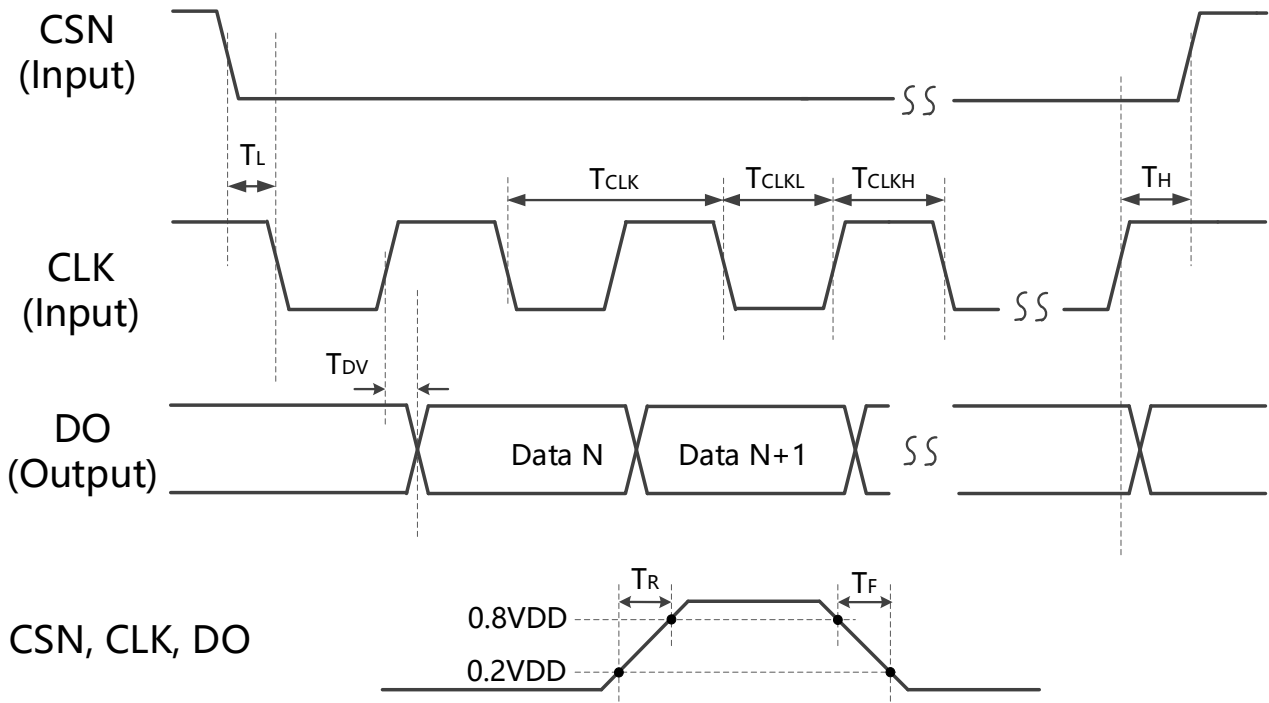 CSN
(Input)
TL
TCLK
TCLKL
TCLKH
TH
CLK
(Input)
TDV
DO
(Output)
Data N
Data N+1
TR
TF
0.8VDD
CSN, CLK, DO
0.2VDD